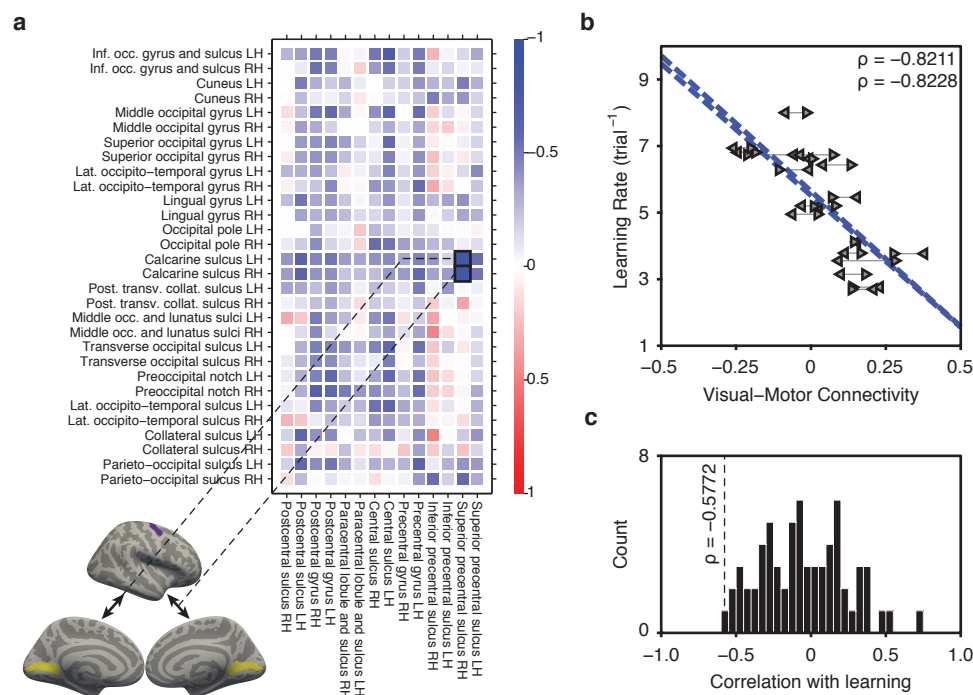 a
Inf. occ. gyrus and sulcus LH
Inf. occ. gyrus and sulcus RH
Cuneus LH
Cuneus RH
Middle occipital gyrus LH
Middle occipital gyrus RH
Superior occipital gyrus LH
Superior occipital gyrus RH
Lat. occipito−temporal gyrus LH
Lat. occipito−temporal gyrus RH
Lingual gyrus LH
Lingual gyrus RH
Occipital pole LH
Occipital pole RH
Calcarine sulcus LH
Calcarine sulcus RH
Post. transv. collat. sulcus LH
Post. transv. collat. sulcus RH
Middle occ. and lunatus sulci LH
Middle occ. and lunatus sulci RH
Transverse occipital sulcus LH
Transverse occipital sulcus RH
Preoccipital notch LH
Preoccipital notch RH
Lat. occipito−temporal sulcus LH
Lat. occipito−temporal sulcus RH
Collateral sulcus LH
Collateral sulcus RH
Parieto−occipital sulcus LH
Parieto−occipital sulcus RH
Postcentral sulcus RH
Postcentral sulcus LH
Postcentral gyrus RH
Postcentral gyrus LH
Paracentral lobule and sulcus RH
Paracentral lobule and sulcus LH
Central sulcus RH
Central sulcus LH
Precentral gyrus RH
Precentral gyrus LH
Inferior precentral sulcus RH
Inferior precentral sulcus LH
Superior precentral sulcus RH
Superior precentral sulcus LH
−1
−0.5
0
0.5
1
b
ρ = −0.8211
ρ = −0.8228
Learning Rate (trial⁻¹)
9
7
5
3
1
−0.5
−0.25
0
0.25
0.5
Visual−Motor Connectivity
c
ρ = −0.5772
Count
8
4
0
−1.0
−0.5
0
0.5
1.0
Correlation with learning